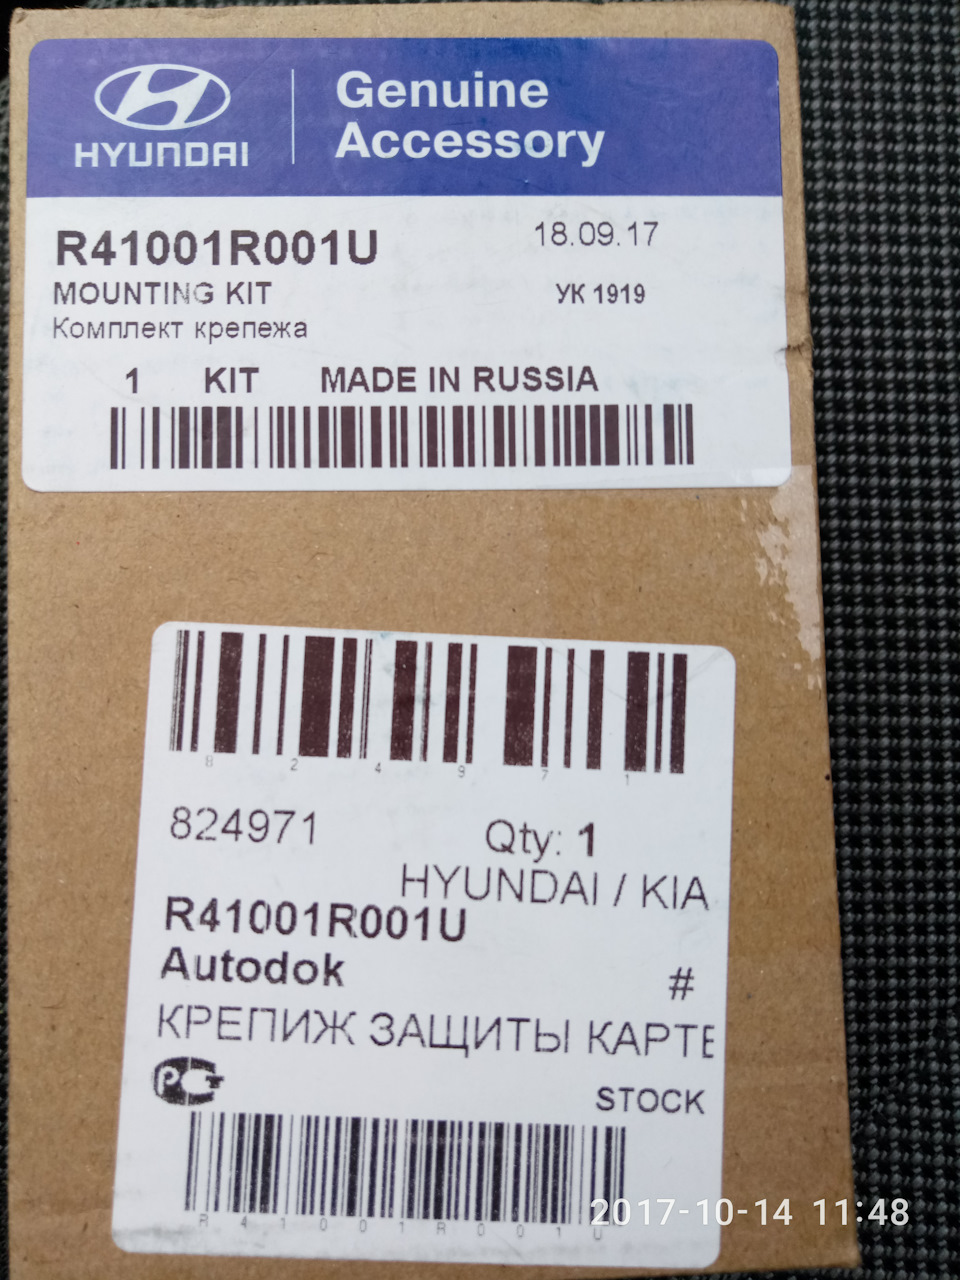 HYUNDAI
Genuine
Accessory
R41001R001U
18.09.17
MOUNTING KIT
УК 1919
Комплект крепежа
1 KIT MADE IN RUSSIA
8 2 4 9 7 1
824971
Qty: 1
HYUNDAI / KIA
R41001R001U
Autodok
#
КРЕПИЖ ЗАЩИТЫ КАРТЕ
РСТ
STOCK
R 4 1 0 0 1 R 0 0 1 U
2017-10-14 11:48